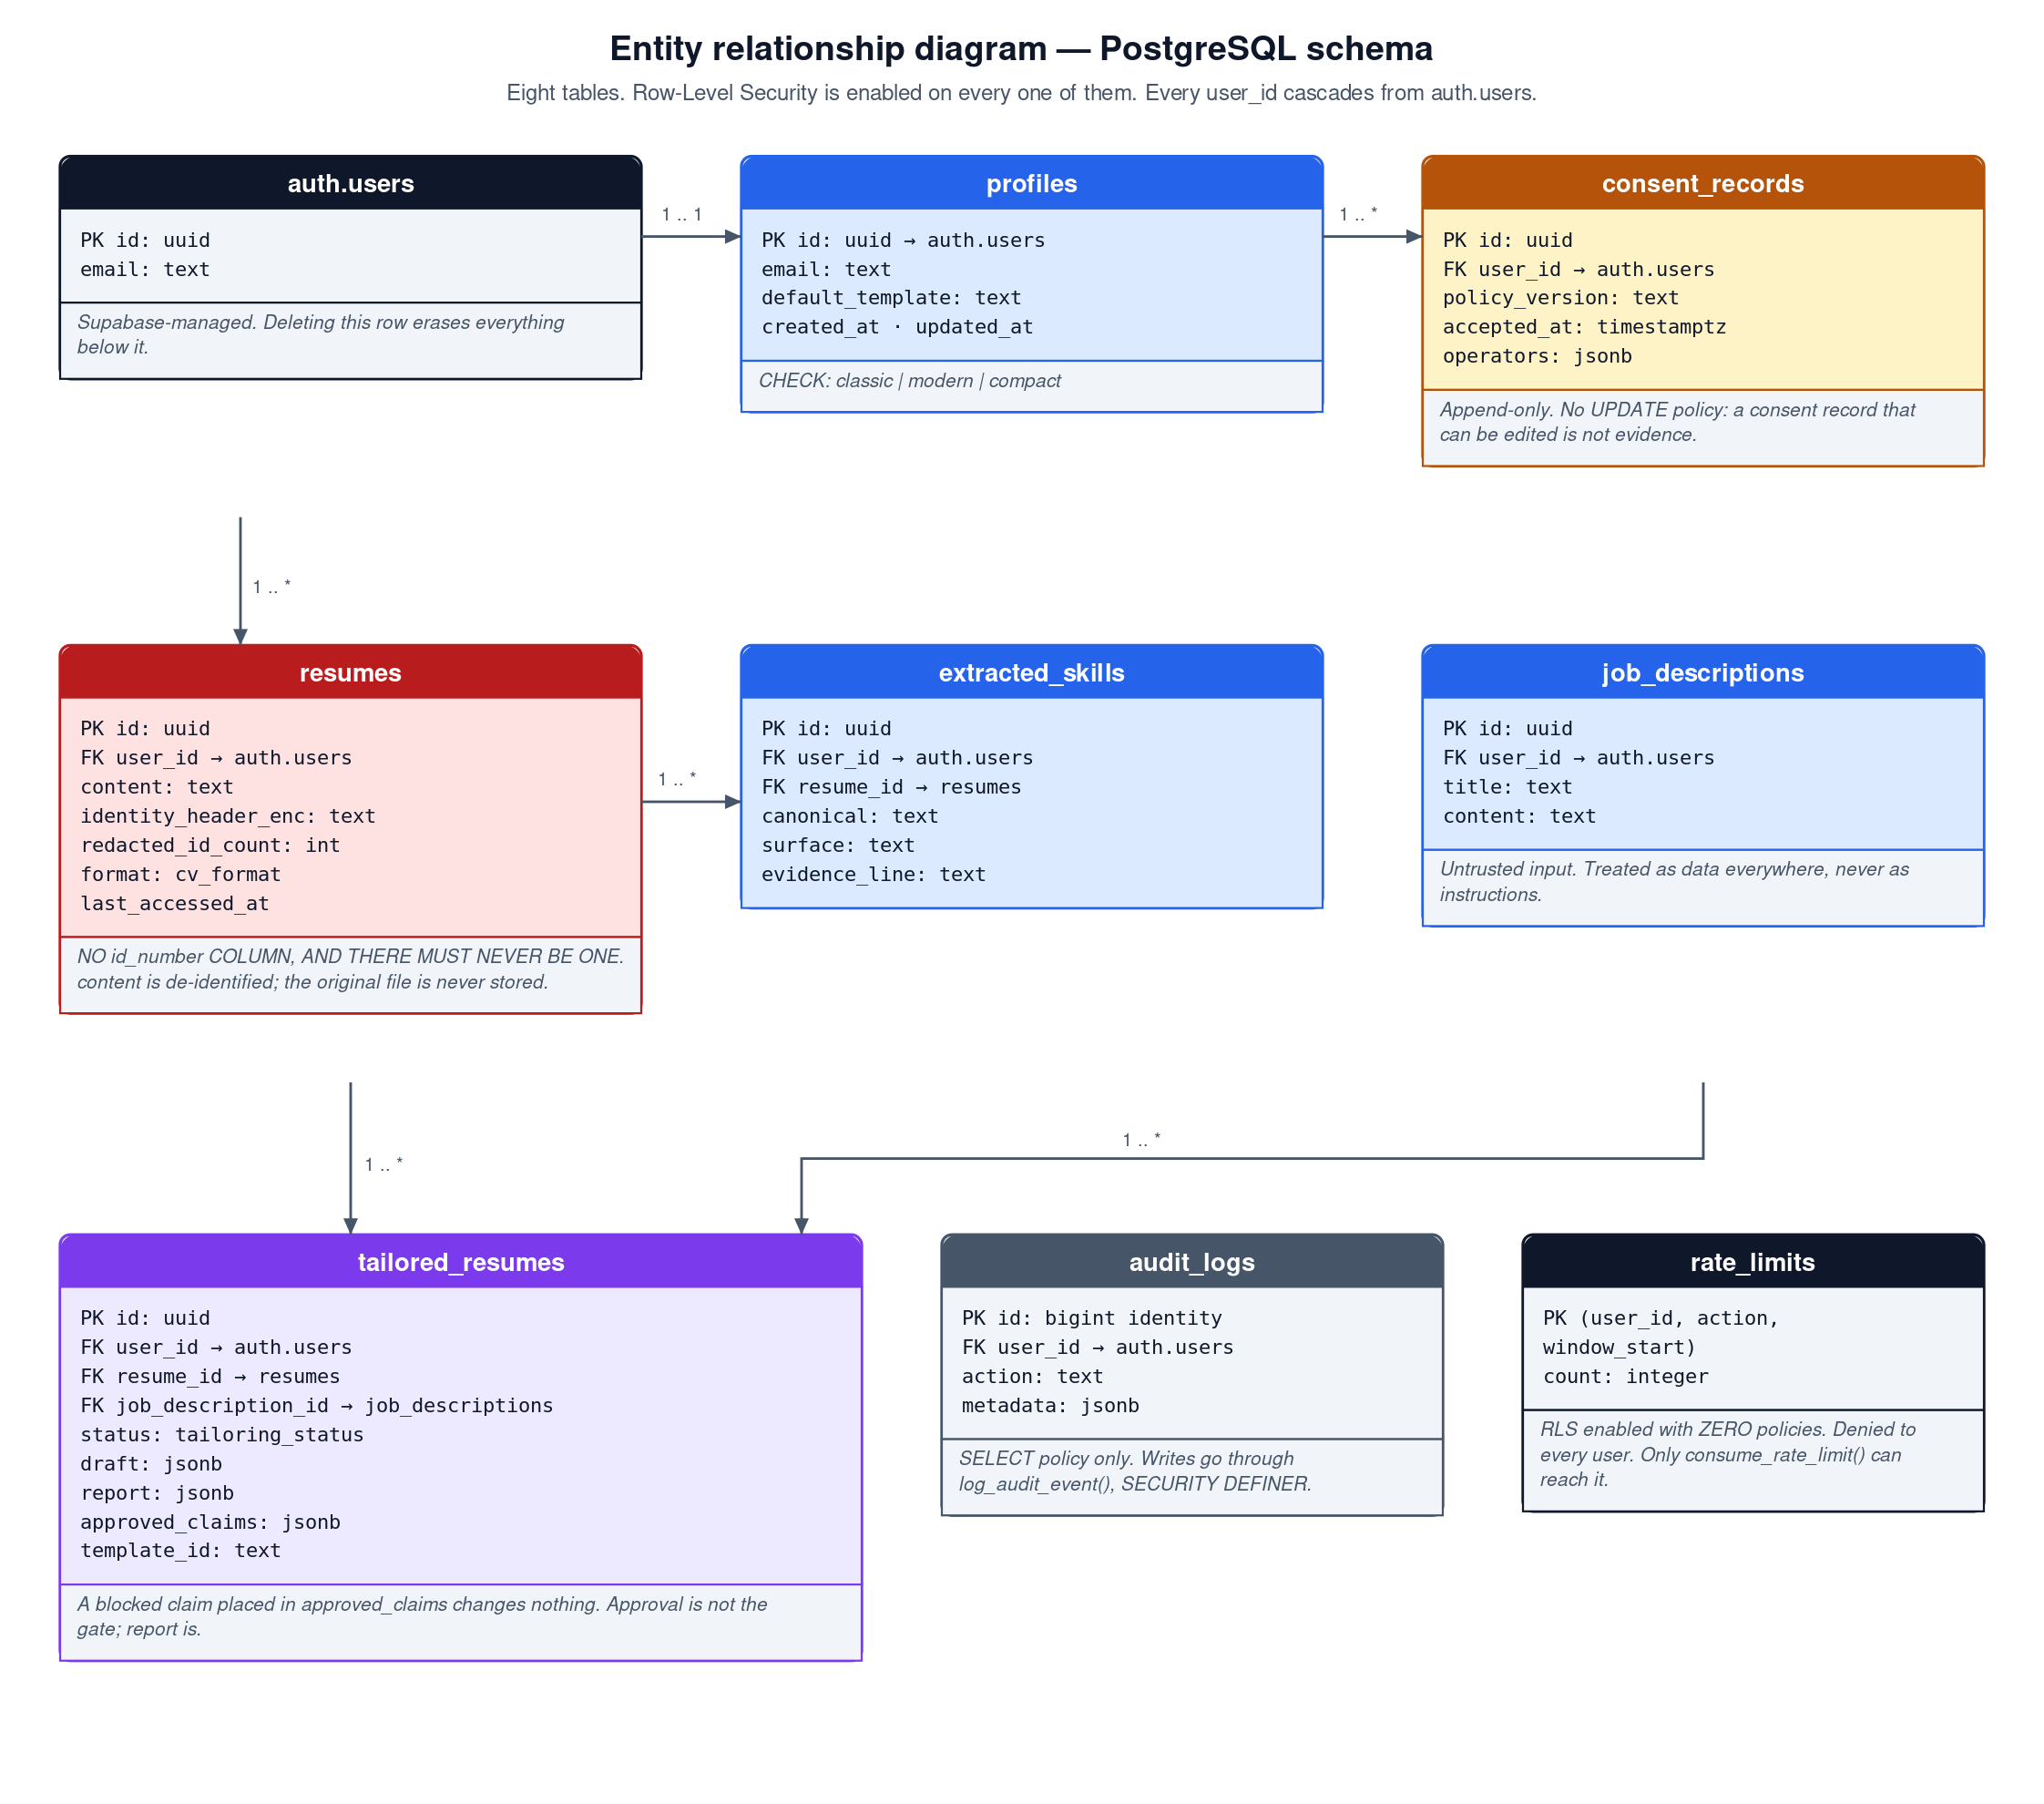 Entity relationship diagram — PostgreSQL schema
Eight tables. Row-Level Security is enabled on every one of them. Every user_id cascades from auth.users.
auth.users
PK id: uuid
email: text
Supabase-managed. Deleting this row erases everything
below it.
1 .. 1
profiles
PK id: uuid → auth.users
email: text
default_template: text
created_at · updated_at
CHECK: classic | modern | compact
1 .. *
consent_records
PK id: uuid
FK user_id → auth.users
policy_version: text
accepted_at: timestamptz
operators: jsonb
Append-only. No UPDATE policy: a consent record that
can be edited is not evidence.
1 .. *
resumes
PK id: uuid
FK user_id → auth.users
content: text
identity_header_enc: text
redacted_id_count: int
format: cv_format
last_accessed_at
NO id_number COLUMN, AND THERE MUST NEVER BE ONE.
content is de-identified; the original file is never stored.
1 .. *
extracted_skills
PK id: uuid
FK user_id → auth.users
FK resume_id → resumes
canonical: text
surface: text
evidence_line: text
job_descriptions
PK id: uuid
FK user_id → auth.users
title: text
content: text
Untrusted input. Treated as data everywhere, never as
instructions.
1 .. *
1 .. *
tailored_resumes
PK id: uuid
FK user_id → auth.users
FK resume_id → resumes
FK job_description_id → job_descriptions
status: tailoring_status
draft: jsonb
report: jsonb
approved_claims: jsonb
template_id: text
A blocked claim placed in approved_claims changes nothing. Approval is not the
gate; report is.
audit_logs
PK id: bigint identity
FK user_id → auth.users
action: text
metadata: jsonb
SELECT policy only. Writes go through
log_audit_event(), SECURITY DEFINER.
rate_limits
PK (user_id, action,
window_start)
count: integer
RLS enabled with ZERO policies. Denied to
every user. Only consume_rate_limit() can
reach it.